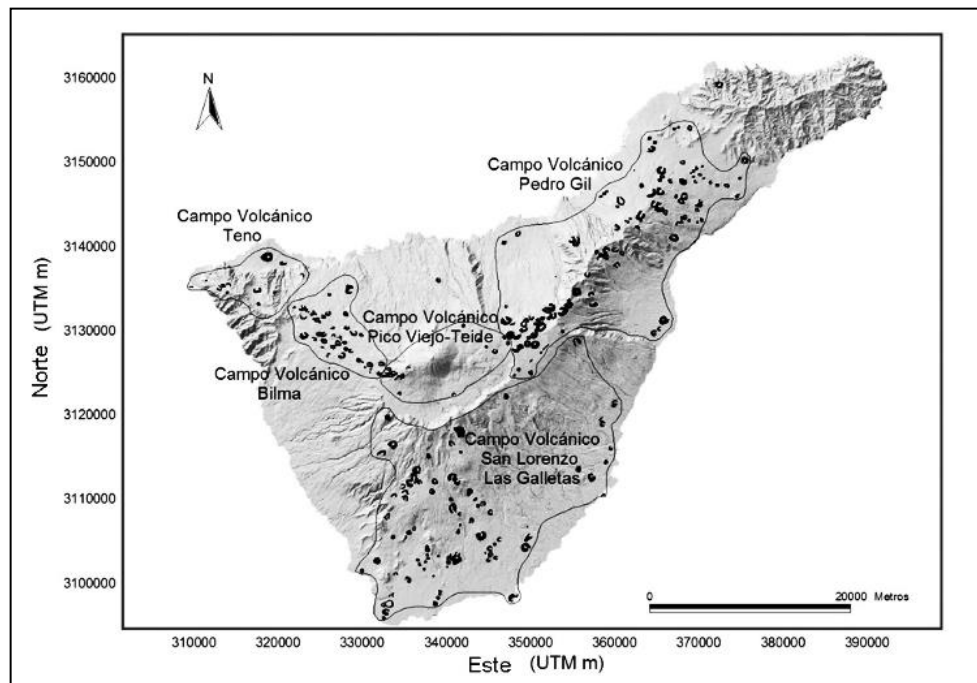 3160000
3150000
3140000
3130000
3120000
3110000
3100000
Norte (UTM m)
N
Campo Volcánico
Pedro Gil
Campo Volcánico
Teno
Campo Volcánico
Pico Viejo-Teide
Campo Volcánico
Bilma
Campo Volcánico
San Lorenzo
Las Galletas
0 20000 Metros
310000 320000 330000 340000 350000 360000 370000 380000 390000
Este (UTM m)